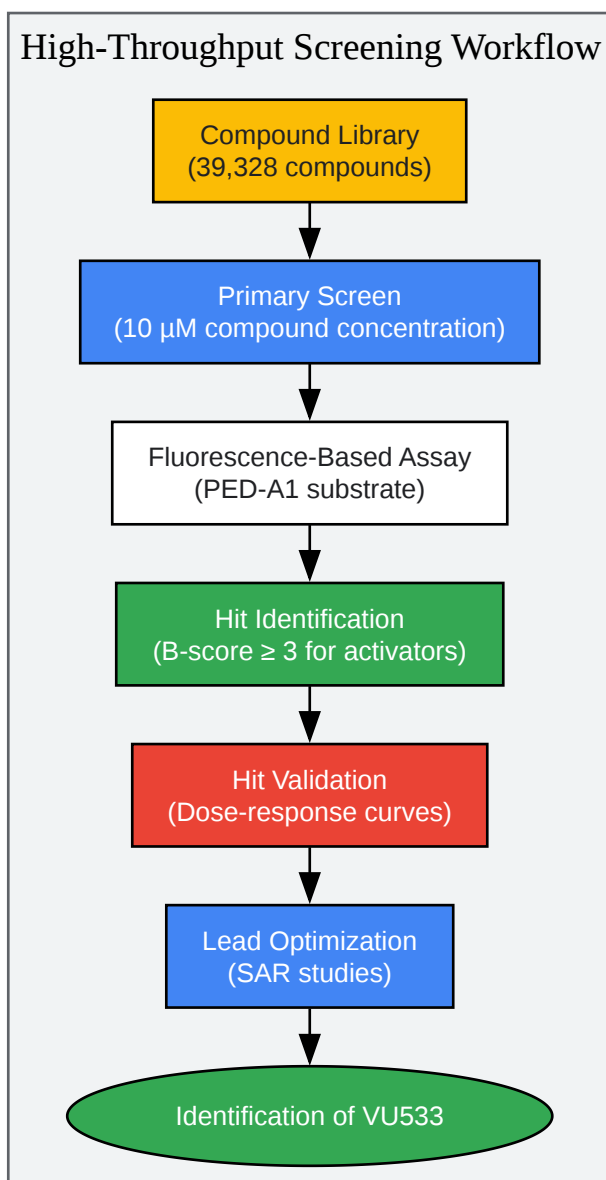 High-Throughput Screening Workflow
Compound Library
(39,328 compounds)
Primary Screen
(10 µM compound concentration)
Fluorescence-Based Assay
(PED-A1 substrate)
Hit Identification
(B-score ≥ 3 for activators)
Hit Validation
(Dose-response curves)
Lead Optimization
(SAR studies)
Identification of VU533